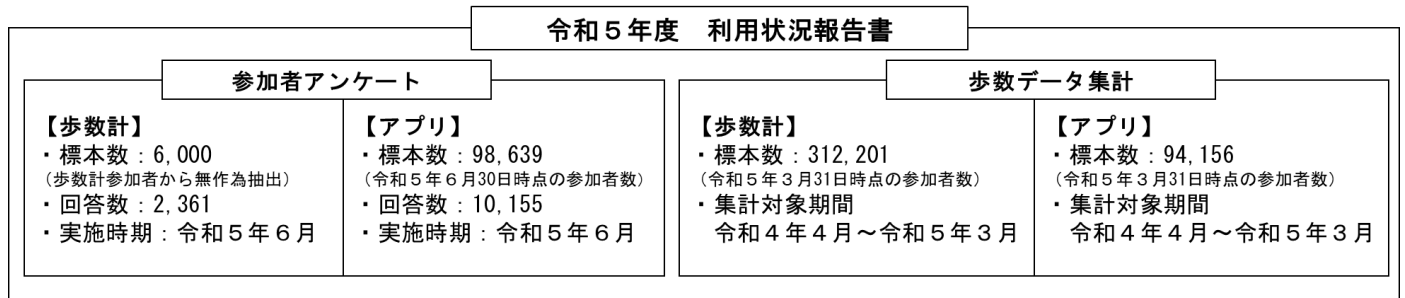 令和５年度　利用状況報告書
参加者アンケート
【歩数計】
・標本数：6,000
（歩数計参加者から無作為抽出）
・回答数：2,361
・実施時期：令和５年６月
【アプリ】
・標本数：98,639
（令和５年６月30日時点の参加者数）
・回答数：10,155
・実施時期：令和５年６月
歩数データ集計
【歩数計】
・標本数：312,201
（令和５年３月31日時点の参加者数）
・集計対象期間
令和４年４月～令和５年３月
【アプリ】
・標本数：94,156
（令和５年３月31日時点の参加者数）
・集計対象期間
令和４年４月～令和５年３月